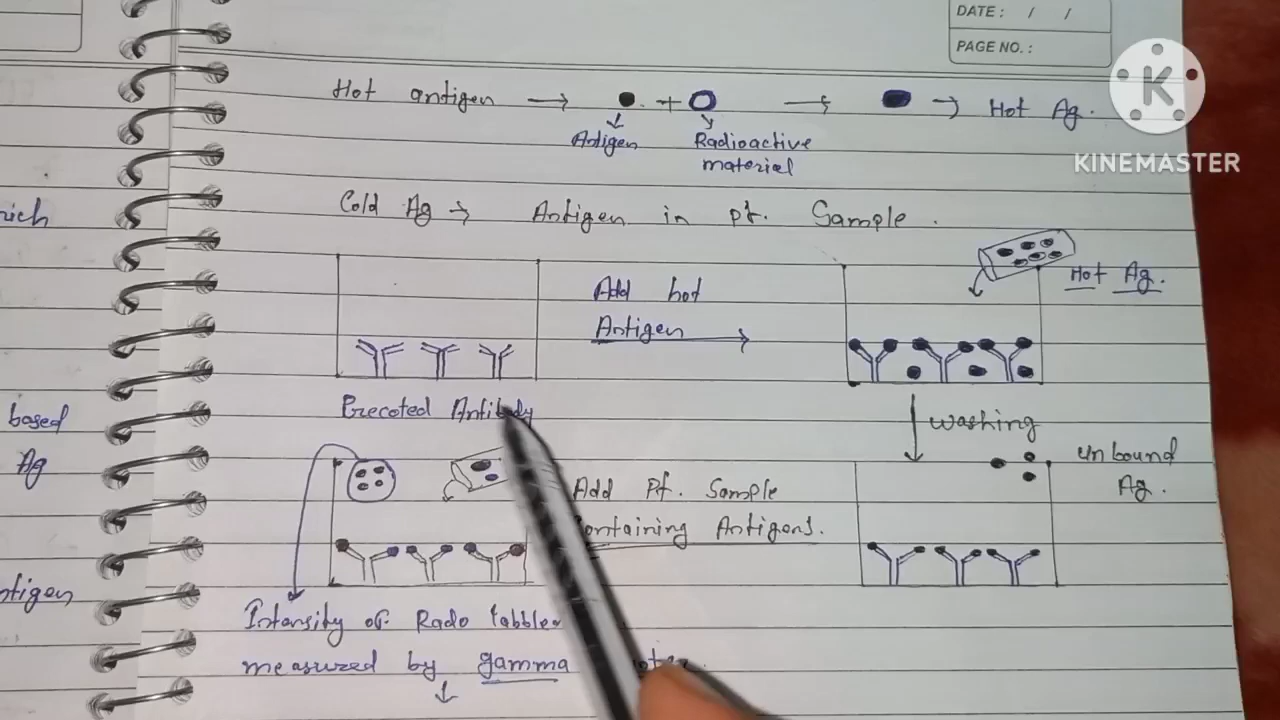 DATE: / /
PAGE NO.:
K
KINEMASTER
Hot antigen → + → → Hot Ag.
Antigen
Radioactive
material
rich
Cold Ag → Antigen in pt. Sample.
Add hot
Antigen
Hot Ag.
Precoted Antibody
based
Ag
washing
unbound
Ag.
Add Pt. Sample
containing Antigens.
ntigen
Intensity of Rado labbled
measured by gamma